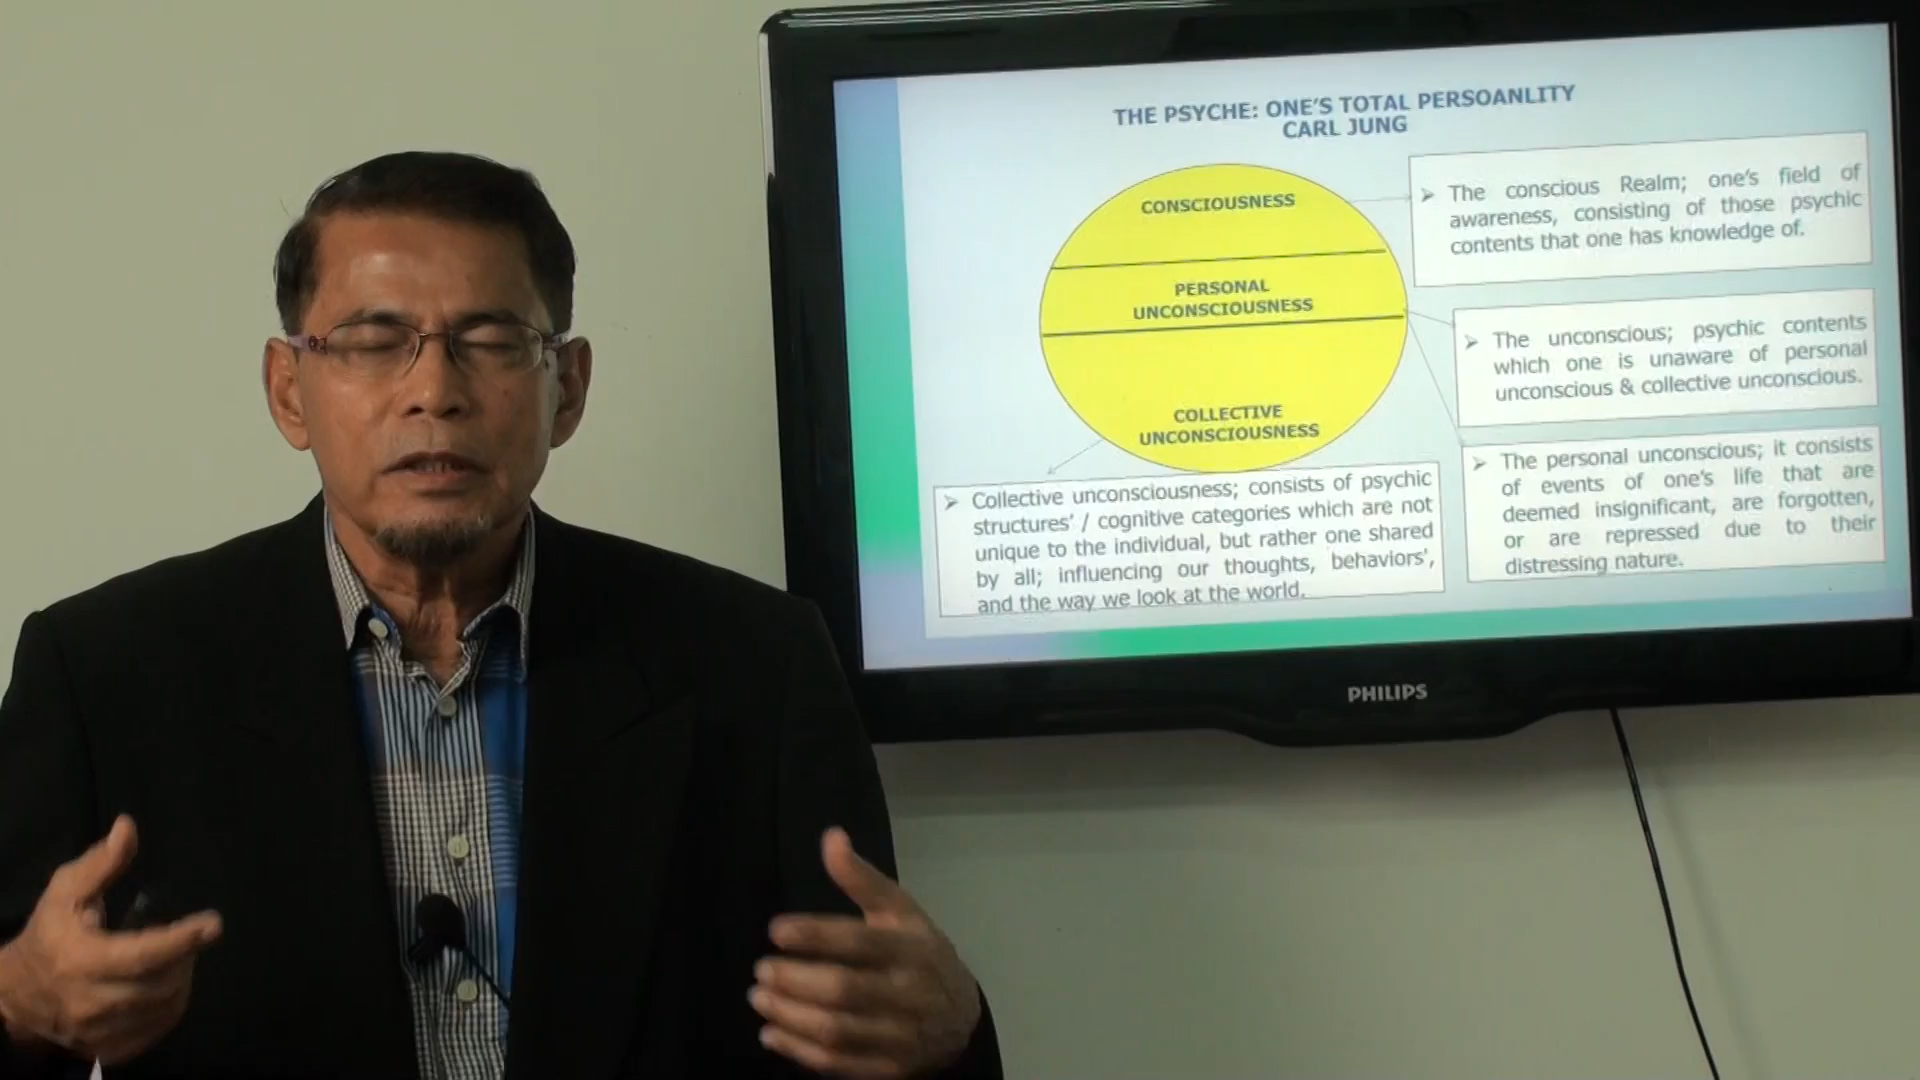 THE PSYCHE: ONE'S TOTAL PERSOANLITY
CARL JUNG
CONSCIOUSNESS
➢ The conscious Realm; one's field of
awareness, consisting of those psychic
contents that one has knowledge of.
PERSONAL
UNCONSCIOUSNESS
➢ The unconscious; psychic contents
which one is unaware of personal
unconscious & collective unconscious.
COLLECTIVE
UNCONSCIOUSNESS
➢ The personal unconscious; it consists
of events of one's life that are
deemed insignificant, are forgotten,
or are repressed due to their
distressing nature.
➢ Collective unconsciousness; consists of psychic
structures' / cognitive categories which are not
unique to the individual, but rather one shared
by all; influencing our thoughts, behaviors',
and the way we look at the world.
PHILIPS